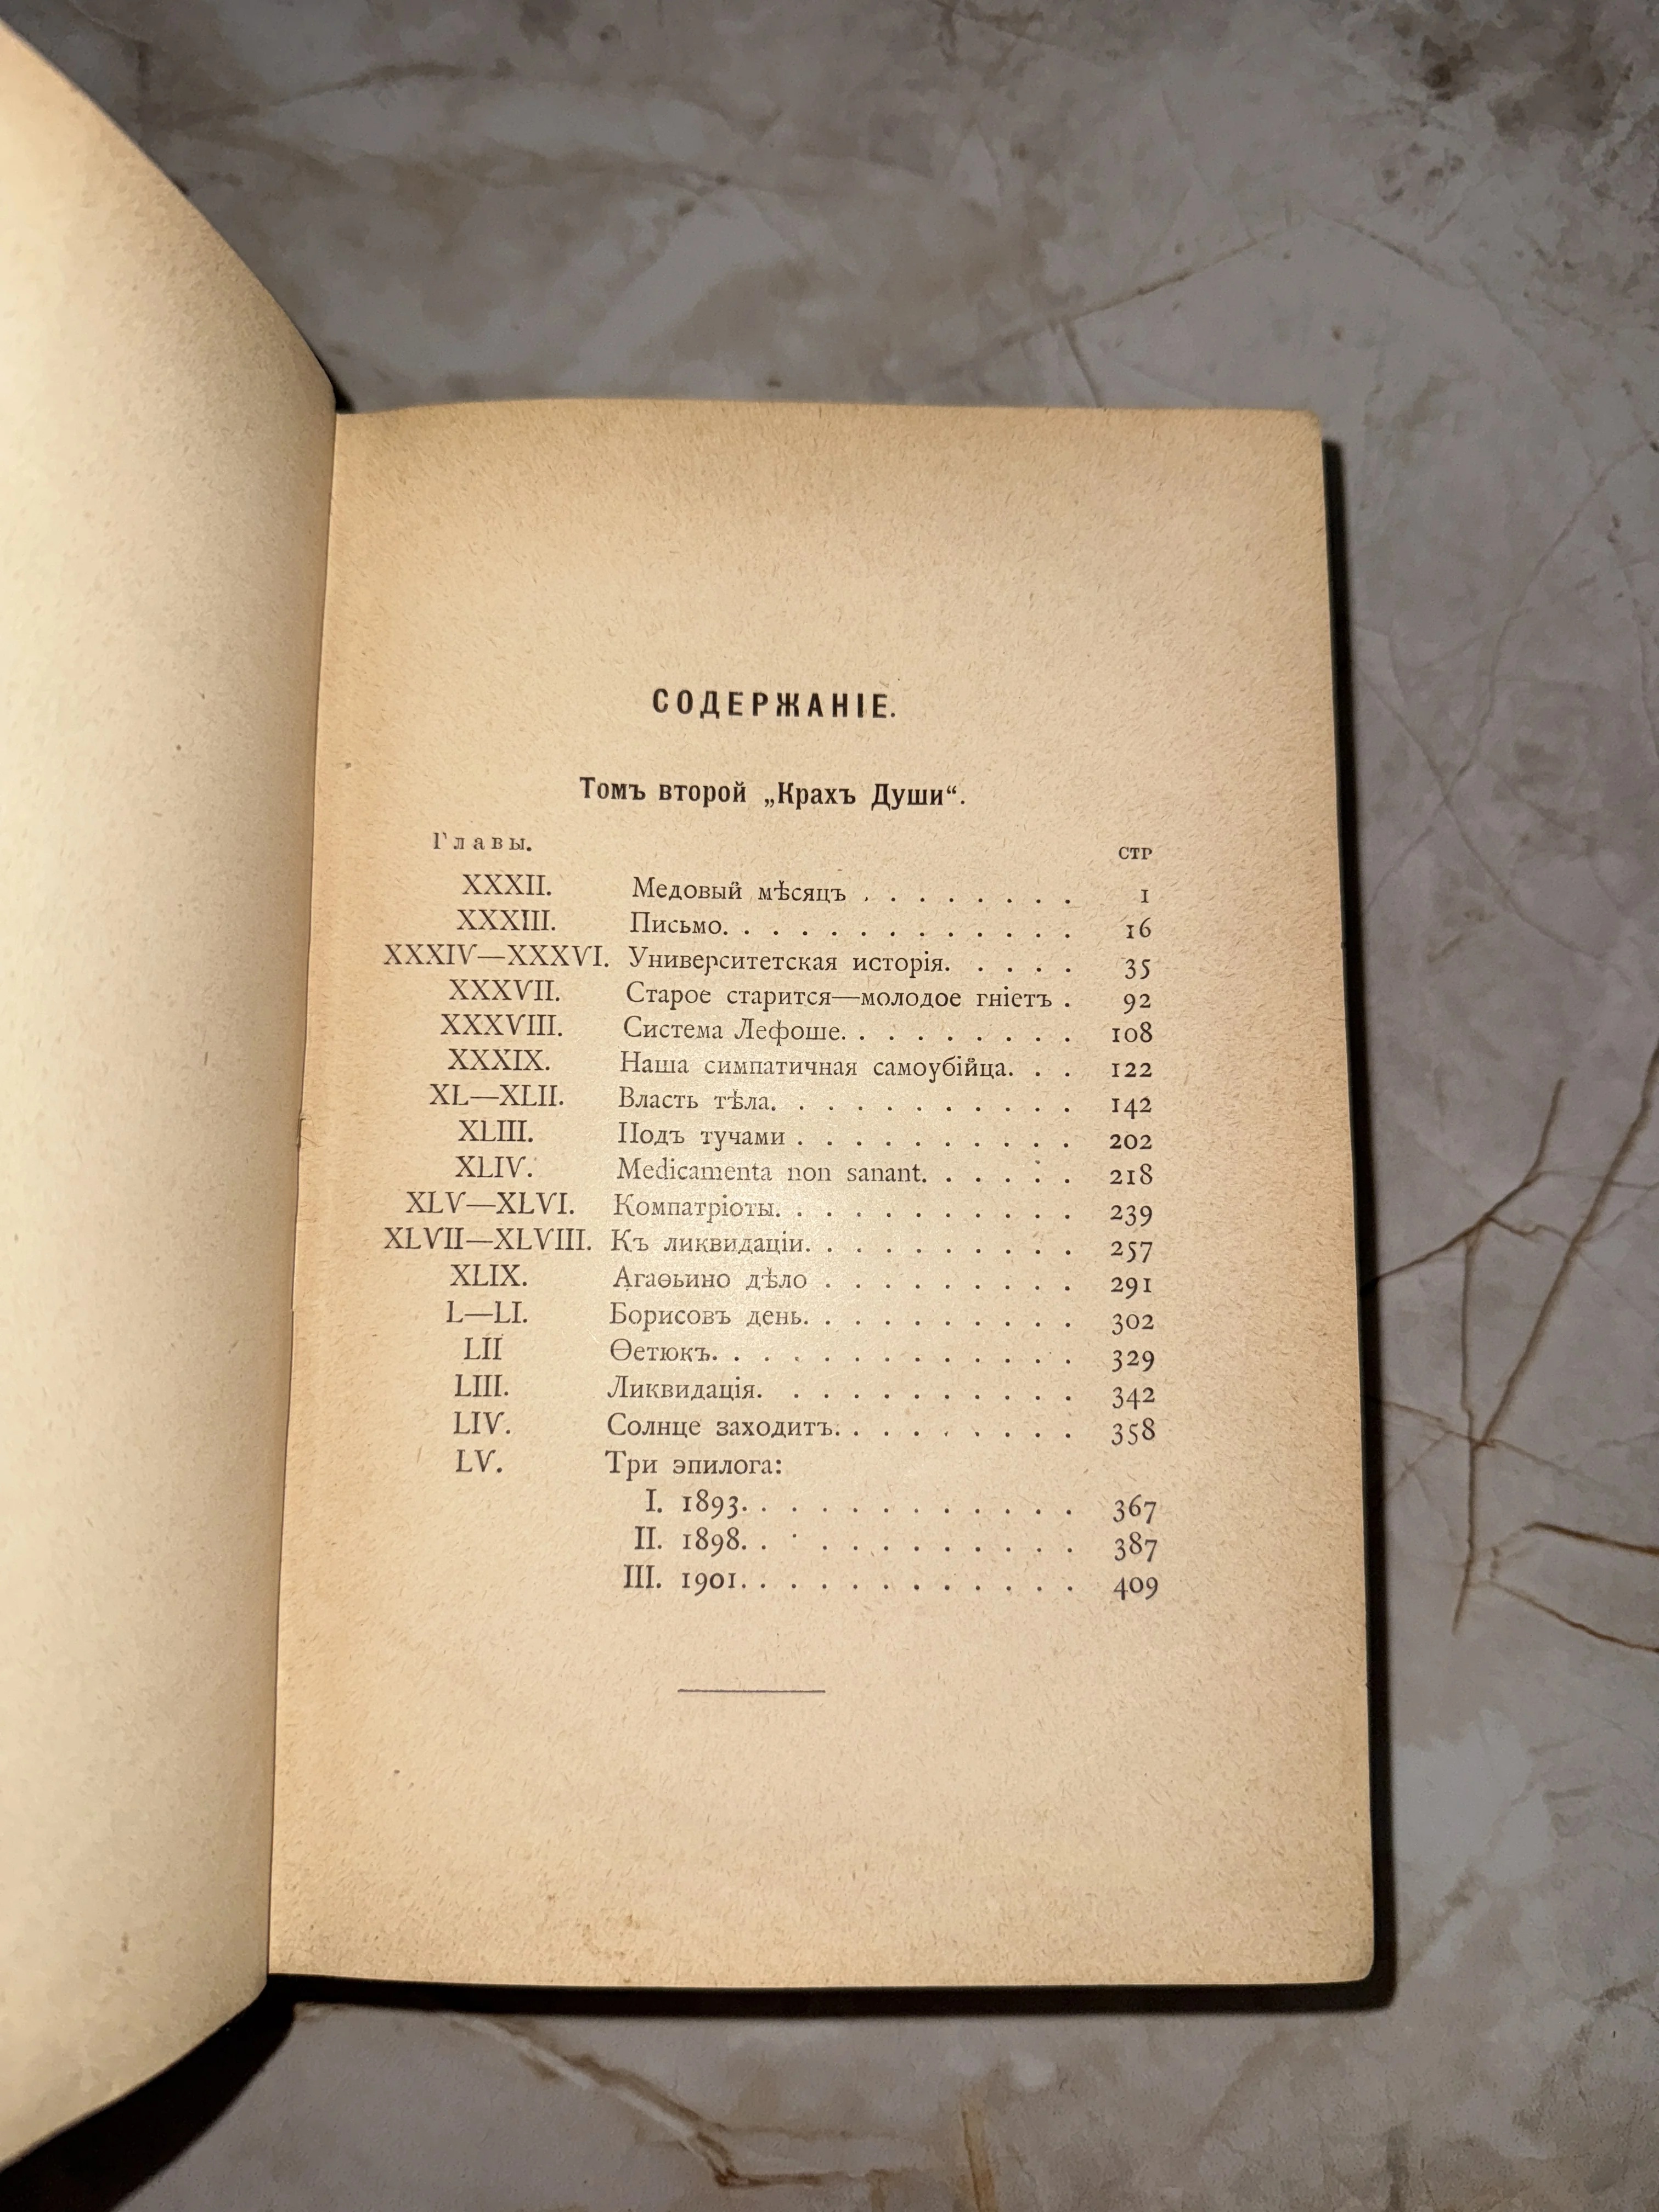 СОДЕРЖАНІЕ.
Томъ второй „Крахъ Души“.
Главы. стр
XXXII. Медовый мѣсяцъ . . . . . . . . 1
XXXIII. Письмо. . . . . . . . . . . . . 16
XXXIV—XXXVI. Университетская исторія. . . . . 35
XXXVII. Старое старится—молодое гніетъ . 92
XXXVIII. Система Лефоше. . . . . . . . . 108
XXXIX. Наша симпатичная самоубійца. . . 122
XL—XLII. Власть тѣла. . . . . . . . . . . 142
XLIII. Подъ тучами . . . . . . . . . . 202
XLIV. Medicamenta non sanant. . . . . . 218
XLV—XLVI. Компатріоты. . . . . . . . . . . 239
XLVII—XLVIII. Къ ликвидаціи. . . . . . . . . . 257
XLIX. Агаѳьино дѣло . . . . . . . . . 291
L—LI. Борисовъ день. . . . . . . . . . 302
LII Ѳетюкъ. . . . . . . . . . . . . 329
LIII. Ликвидація. . . . . . . . . . . 342
LIV. Солнце заходитъ. . . . . . . . . 358
LV. Три эпилога:
I. 1893. . . . . . . . . . . . 367
II. 1898. . . . . . . . . . . . 387
III. 1901. . . . . . . . . . . . 409